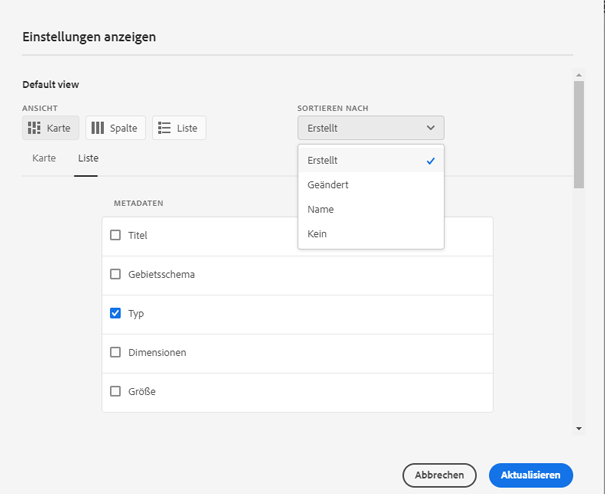 Einstellungen anzeigen
Default view
ANSICHT
Karte Spalte Liste
SORTIEREN NACH
Erstellt
Erstellt
Geändert
Name
Kein
Karte Liste
METADATEN
Titel
Gebietsschema
Typ
Dimensionen
Größe
Abbrechen Aktualisieren